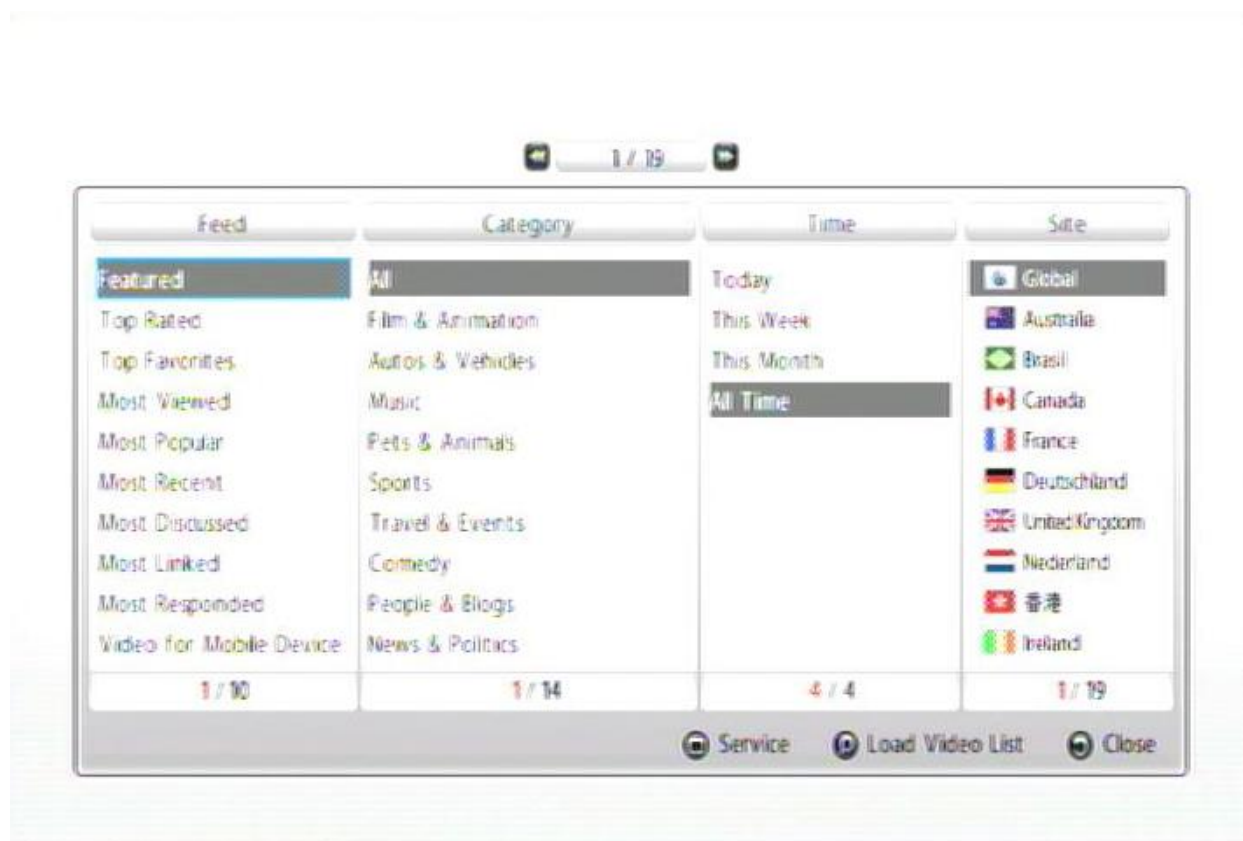 1 / 19
Feed Category Time Site
Featured All Today Global
Top Rated Film & Animation This Week Australia
Top Favorites Autos & Vehicles This Month Brasil
Most Viewed Music All Time Canada
Most Popular Pets & Animals France
Most Recent Sports Deutschland
Most Discussed Travel & Events United Kingdom
Most Linked Comedy Nederland
Most Responded People & Blogs 香港
Video for Mobile Device News & Politics Ireland
1 / 10 1 / 14 4 / 4 1 / 19
Service Load Video List Close